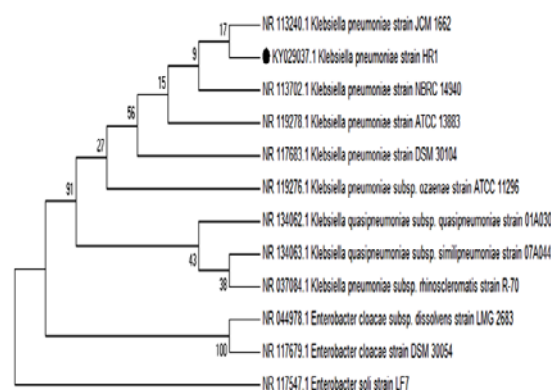 NR 113240.1 Klebsiella pneumoniae strain JCM 1662
17
KY029037.1 Klebsiella pneumoniae strain HR1
9
NR 113702.1 Klebsiella pneumoniae strain NBRC 14940
15
NR 119278.1 Klebsiella pneumoniae strain ATCC 13883
56
NR 117683.1 Klebsiella pneumoniae strain DSM 30104
27
NR 119276.1 Klebsiella pneumoniae subsp. ozaenae strain ATCC 11296
91
NR 134062.1 Klebsiella quasipneumoniae subsp. quasipneumoniae strain 01A030
NR 134063.1 Klebsiella quasipneumoniae subsp. similipneumoniae strain 07A044
43
NR 037084.1 Klebsiella pneumoniae subsp. rhinoscleromatis strain R-70
38
NR 044978.1 Enterobacter cloacae subsp. dissolvens strain LMG 2683
NR 117679.1 Enterobacter cloacae strain DSM 30054
100
NR 117547.1 Enterobacter soli strain LF7